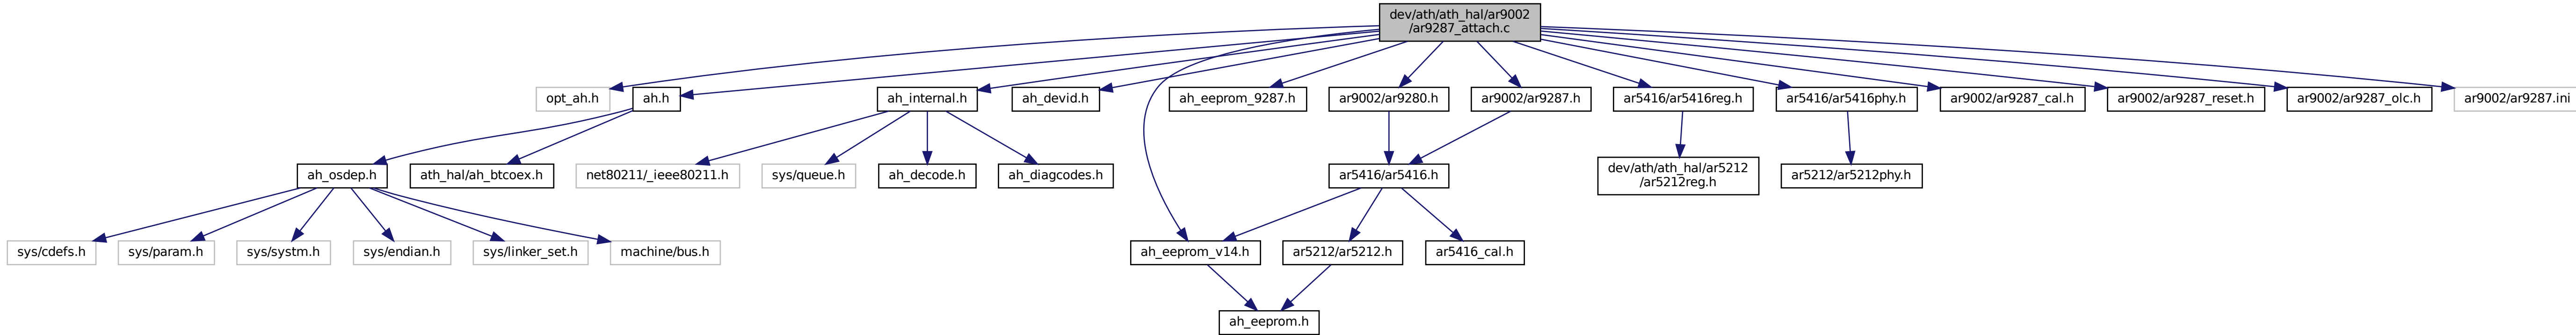 dev/ath/ath_hal/ar9002
/ar9287_attach.c
opt_ah.h
ah.h
ah_internal.h
ah_devid.h
ah_eeprom_9287.h
ar9002/ar9280.h
ar9002/ar9287.h
ar5416/ar5416reg.h
ar5416/ar5416phy.h
ar9002/ar9287_cal.h
ar9002/ar9287_reset.h
ar9002/ar9287_olc.h
ar9002/ar9287.ini
ah_osdep.h
ath_hal/ah_btcoex.h
net80211/_ieee80211.h
sys/queue.h
ah_decode.h
ah_diagcodes.h
ar5416/ar5416.h
dev/ath/ath_hal/ar5212
/ar5212reg.h
ar5212/ar5212phy.h
sys/cdefs.h
sys/param.h
sys/systm.h
sys/endian.h
sys/linker_set.h
machine/bus.h
ah_eeprom_v14.h
ar5212/ar5212.h
ar5416_cal.h
ah_eeprom.h